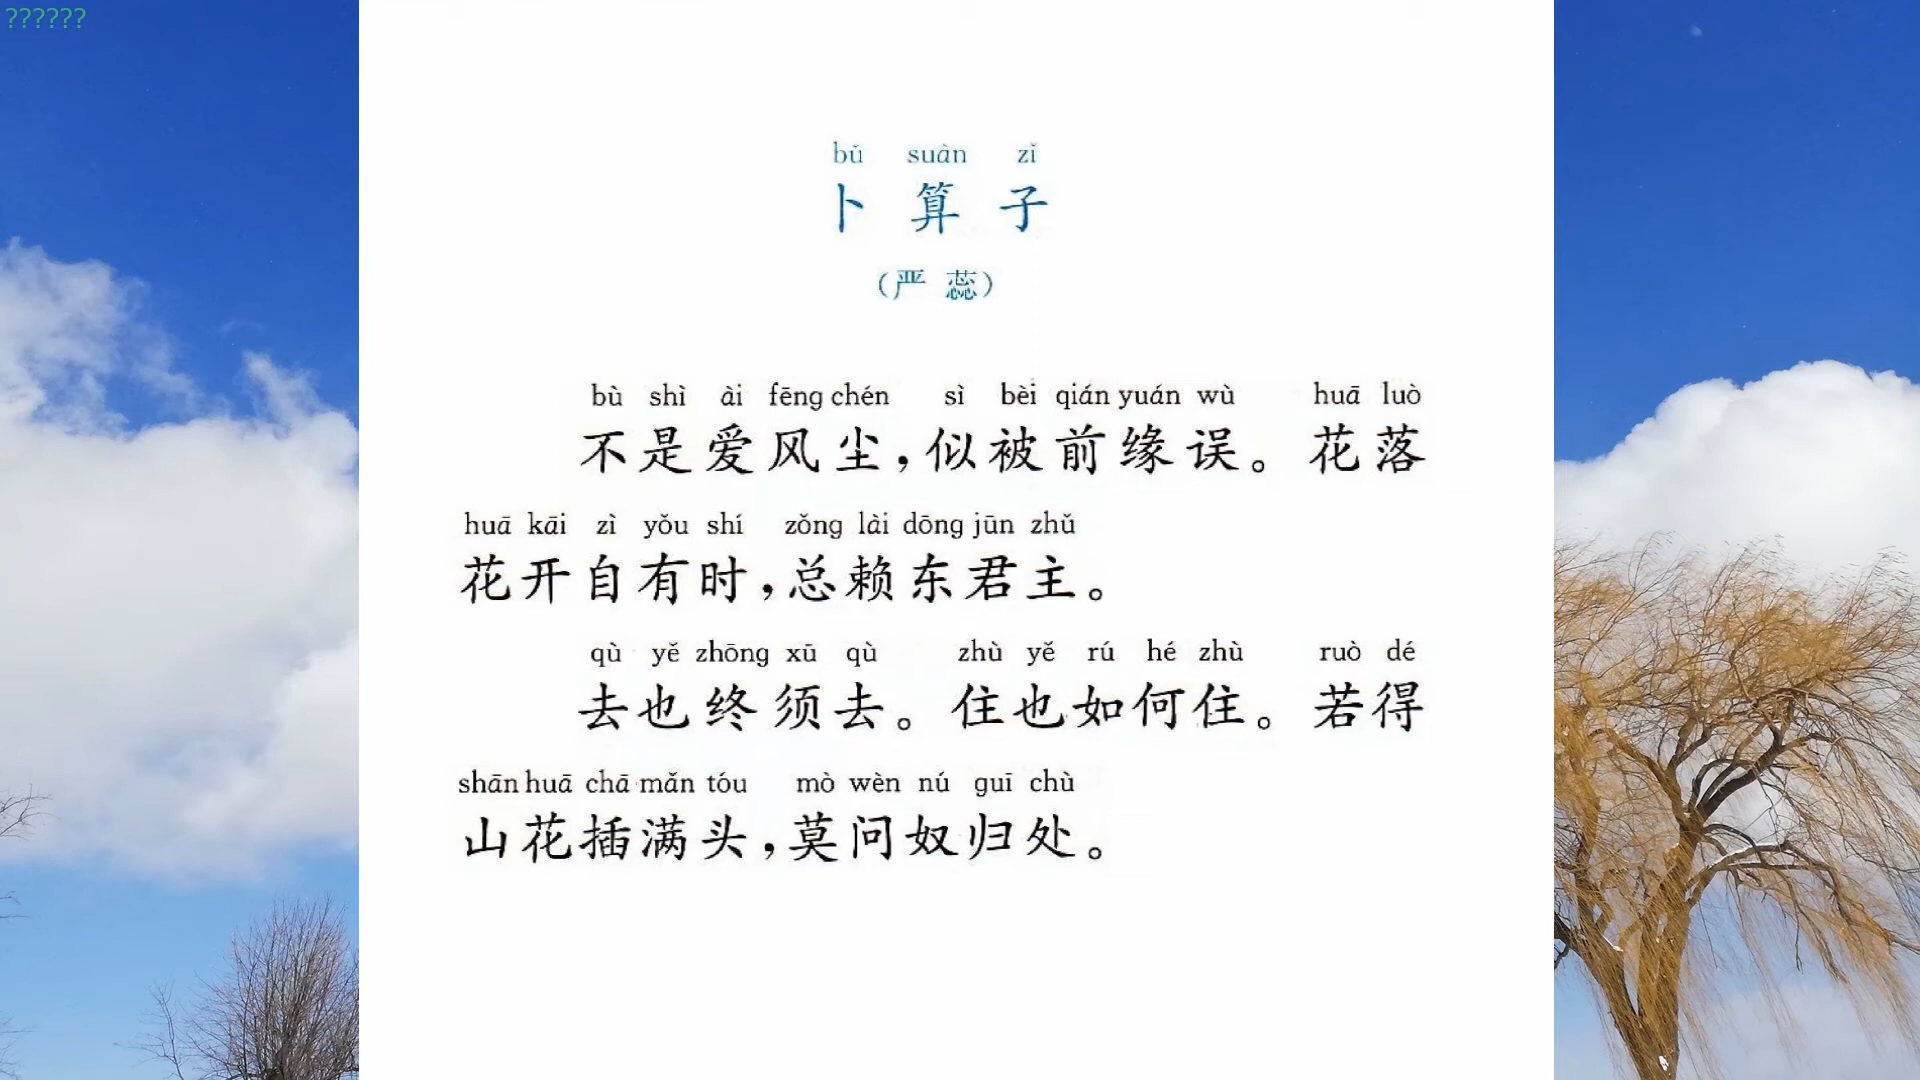 ??????
bǔ suàn zǐ
卜算子
（严蕊）
bù shì ài fēng chén sì bèi qián yuán wù huā luò
不是爱风尘，似被前缘误。花落
huā kāi zì yǒu shí zǒng lài dōng jūn zhǔ
花开自有时，总赖东君主。
qù yě zhōng xū qù zhù yě rú hé zhù ruò dé
去也终须去。住也如何住。若得
shān huā chā mǎn tóu mò wèn nú guī chù
山花插满头，莫问奴归处。